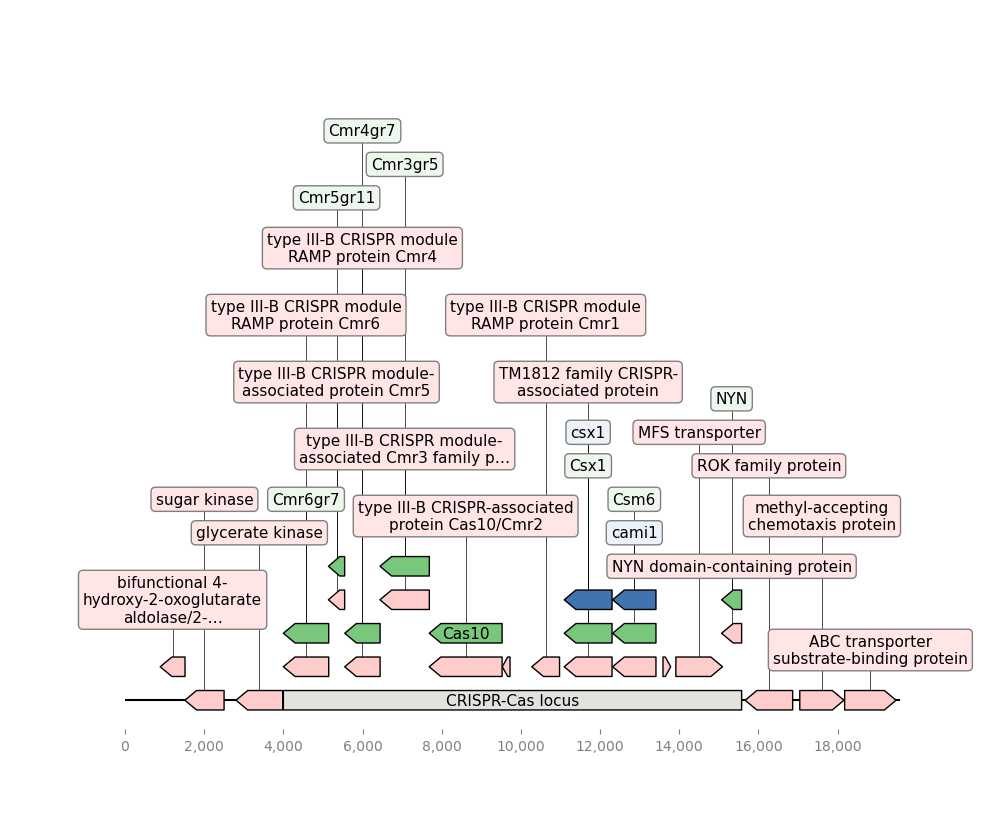 Cmr4gr7
Cmr3gr5
Cmr5gr11
type III-B CRISPR module
RAMP protein Cmr4
type III-B CRISPR module
RAMP protein Cmr6
type III-B CRISPR module
RAMP protein Cmr1
type III-B CRISPR module-
associated protein Cmr5
TM1812 family CRISPR-
associated protein
NYN
csx1
MFS transporter
type III-B CRISPR module-
associated Cmr3 family p…
Csx1
ROK family protein
sugar kinase
Cmr6gr7
type III-B CRISPR-associated
protein Cas10/Cmr2
Csm6
methyl-accepting
chemotaxis protein
glycerate kinase
cami1
NYN domain-containing protein
bifunctional 4-
hydroxy-2-oxoglutarate
aldolase/2-…
Cas10
ABC transporter
substrate-binding protein
CRISPR-Cas locus
0
2,000
4,000
6,000
8,000
10,000
12,000
14,000
16,000
18,000